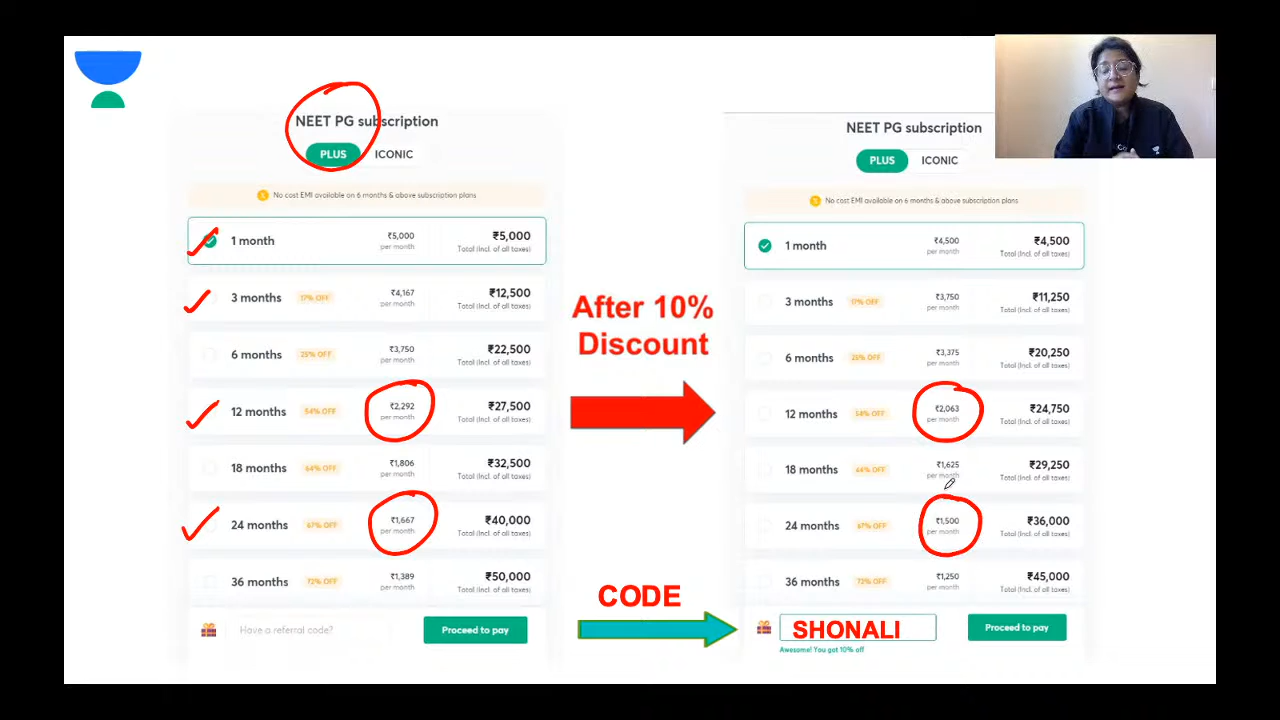 NEET PG subscription
PLUS ICONIC
No cost EMI available on 6 months & above subscription plans
1 month ₹5,000 per month ₹5,000 Total (Incl. of all taxes)
3 months 17% OFF ₹4,167 per month ₹12,500 Total (Incl. of all taxes)
6 months 25% OFF ₹3,750 per month ₹22,500 Total (Incl. of all taxes)
12 months 54% OFF ₹2,292 per month ₹27,500 Total (Incl. of all taxes)
18 months 64% OFF ₹1,806 per month ₹32,500 Total (Incl. of all taxes)
24 months 67% OFF ₹1,667 per month ₹40,000 Total (Incl. of all taxes)
36 months 72% OFF ₹1,389 per month ₹50,000 Total (Incl. of all taxes)
Have a referral code? Proceed to pay
After 10%
Discount
CODE
NEET PG subscription
PLUS ICONIC
No cost EMI available on 6 months & above subscription plans
1 month ₹4,500 per month ₹4,500 Total (Incl. of all taxes)
3 months 17% OFF ₹3,750 per month ₹11,250 Total (Incl. of all taxes)
6 months 25% OFF ₹3,375 per month ₹20,250 Total (Incl. of all taxes)
12 months 54% OFF ₹2,063 per month ₹24,750 Total (Incl. of all taxes)
18 months 64% OFF ₹1,625 per month ₹29,250 Total (Incl. of all taxes)
24 months 67% OFF ₹1,500 per month ₹36,000 Total (Incl. of all taxes)
36 months 72% OFF ₹1,250 per month ₹45,000 Total (Incl. of all taxes)
SHONALI Proceed to pay
Awesome! You got 10% off